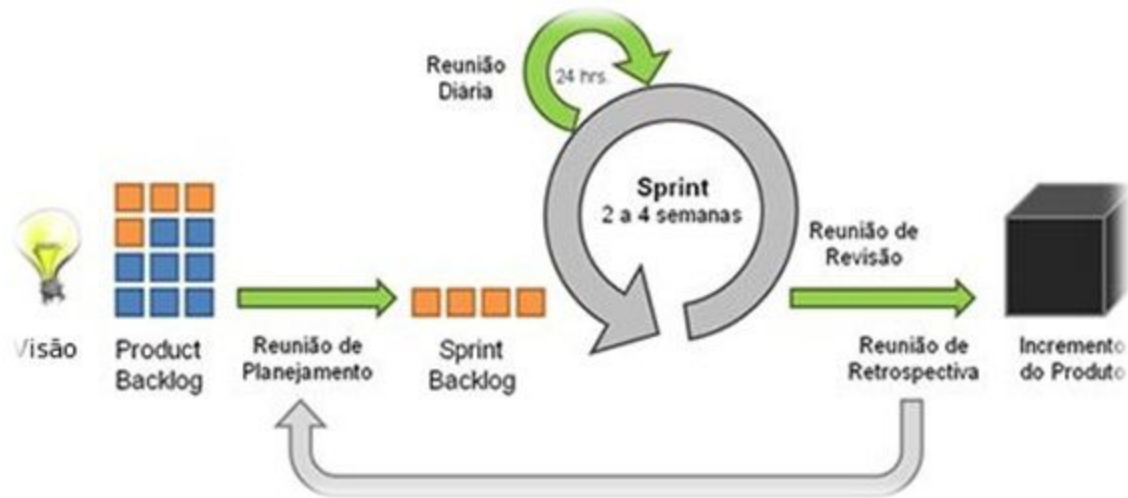 Reunião
Diária
24 hrs.
Sprint
2 a 4 semanas
Reunião de
Revisão
Visão
Product
Backlog
Reunião de
Planejamento
Sprint
Backlog
Reunião de
Retrospectiva
Incremento
do Produto